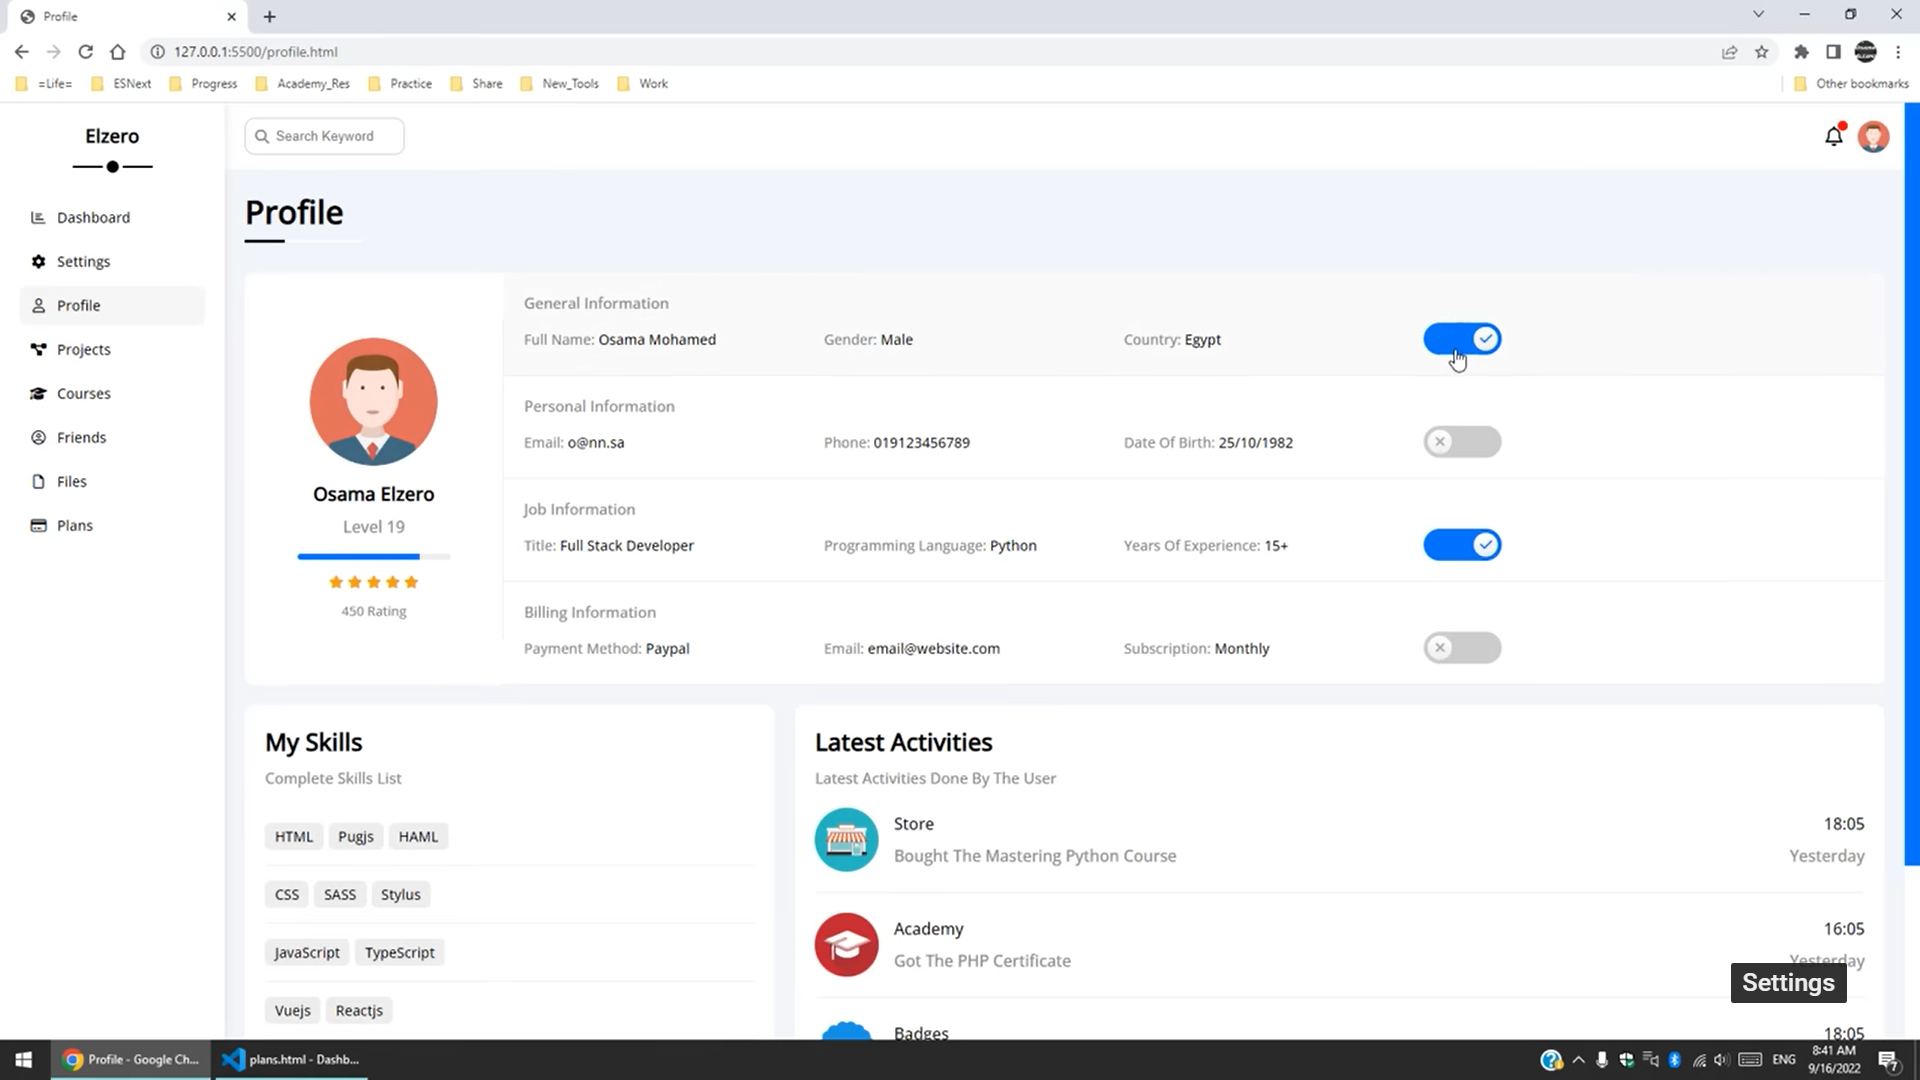 Profile
127.0.0.1:5500/profile.html
=Life= ESNext Progress Academy_Res Practice Share New_Tools Work Other bookmarks
Elzero
Search Keyword
Dashboard
Settings
Profile
Projects
Courses
Friends
Files
Plans
Profile
Osama Elzero
Level 19
450 Rating
General Information
Full Name: Osama Mohamed Gender: Male Country: Egypt
Personal Information
Email: o@nn.sa Phone: 019123456789 Date Of Birth: 25/10/1982
Job Information
Title: Full Stack Developer Programming Language: Python Years Of Experience: 15+
Billing Information
Payment Method: Paypal Email: email@website.com Subscription: Monthly
My Skills
Complete Skills List
HTML Pugjs HAML
CSS SASS Stylus
JavaScript TypeScript
Vuejs Reactjs
Latest Activities
Latest Activities Done By The User
Store 18:05
Bought The Mastering Python Course Yesterday
Academy 16:05
Got The PHP Certificate Yesterday
Badges 18:05
Settings
Profile - Google Ch... plans.html - Dashb...
ENG
8:41 AM
9/16/2022
7